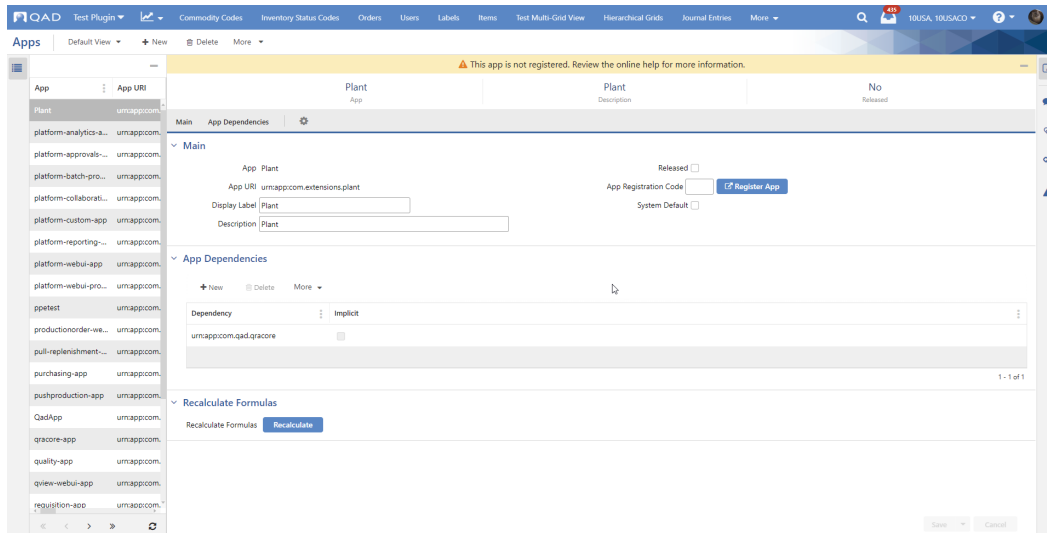 QAD Test Plugin Commodity Codes Inventory Status Codes Orders Users Labels Items Test Multi-Grid View Hierarchical Grids Journal Entries More 435 10USA, 10USACO ?
Apps Default View + New Delete More
This app is not registered. Review the online help for more information.
App App URI
Plant Plant No
App Description Released
Plant urn:app:com.
platform-analytics-a... urn:app:com.
platform-approvals-... urn:app:com.
platform-batch-pro... urn:app:com.
platform-collaborati... urn:app:com.
platform-custom-app urn:app:com.
platform-reporting-... urn:app:com.
platform-webui-app urn:app:com.
platform-webui-pro... urn:app:com.
ppetest urn:app:com.
productionorder-we... urn:app:com.
pull-replenishment-... urn:app:com.
purchasing-app urn:app:com.
pushproduction-app urn:app:com.
QadApp urn:app:com.
qracore-app urn:app:com.
quality-app urn:app:com.
qview-webui-app urn:app:com.
requisition-app urn:app:com.
Main App Dependencies
Main
App Plant Released
App URI urn:app:com.extensions.plant App Registration Code Register App
Display Label Plant System Default
Description Plant
App Dependencies
+ New Delete More
Dependency Implicit
urn:app:com.qad.qracore
1 - 1 of 1
Recalculate Formulas
Recalculate Formulas Recalculate
Save Cancel